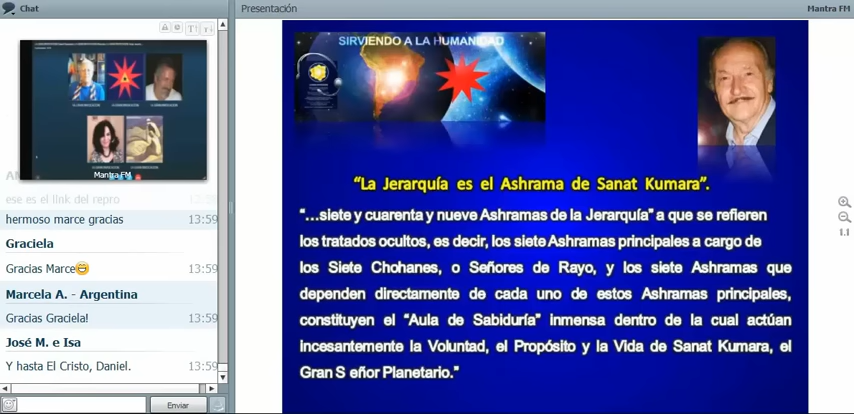 Chat
Mantra FM
ese es el link del repro
hermoso marce gracias 13:59
Graciela
Gracias Marce 13:59
Marcela A. - Argentina
Gracias Graciela! 13:59
José M. e Isa
Y hasta El Cristo, Daniel. 13:59
Enviar
Presentación
Mantra FM
SIRVIENDO A LA HUMANIDAD
“La Jerarquía es el Ashrama de Sanat Kumara”.
“…siete y cuarenta y nueve Ashramas de la Jerarquía” a que se refieren
los tratados ocultos, es decir, los siete Ashramas principales a cargo de
los Siete Chohanes, o Señores de Rayo, y los siete Ashramas que
dependen directamente de cada uno de estos Ashramas principales,
constituyen el “Aula de Sabiduría” inmensa dentro de la cual actúan
incesantemente la Voluntad, el Propósito y la Vida de Sanat Kumara, el
Gran S eñor Planetario.”
1:1